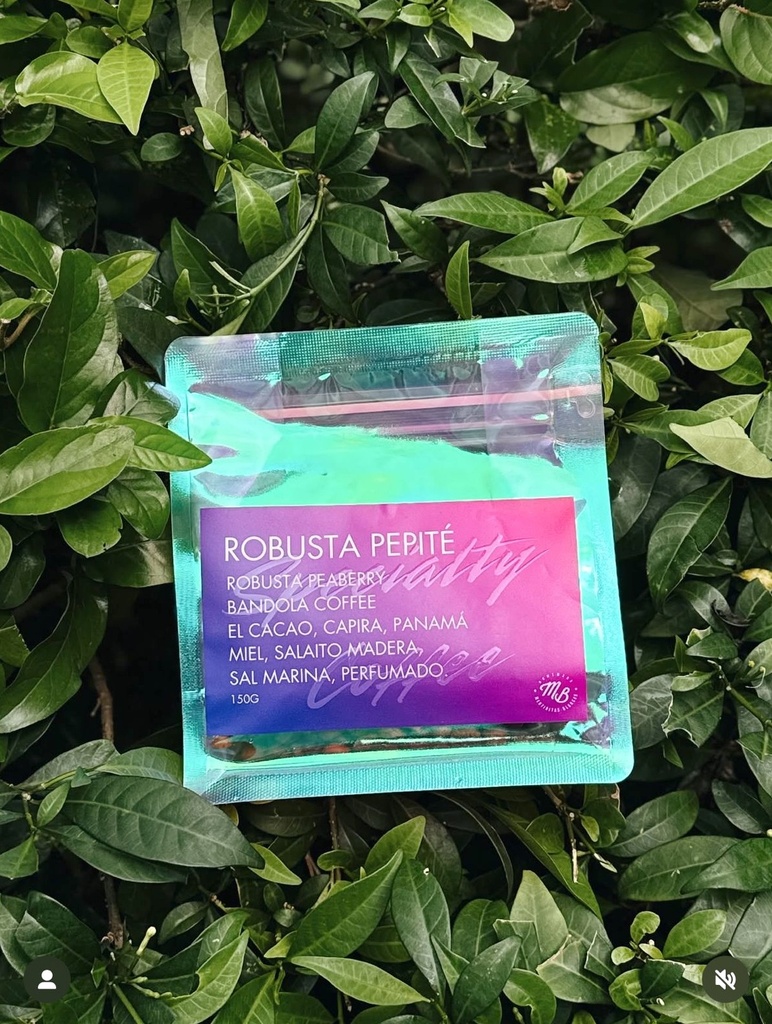 ROBUSTA PEPITÉ
Specialty
ROBUSTA PEABERRY
BANDOLA COFFEE
EL CACAO, CAPIRA, PANAMÁ
MIEL, SALAITO MADERA,
SAL MARINA, PERFUMADO.
Coffee
150G
MB